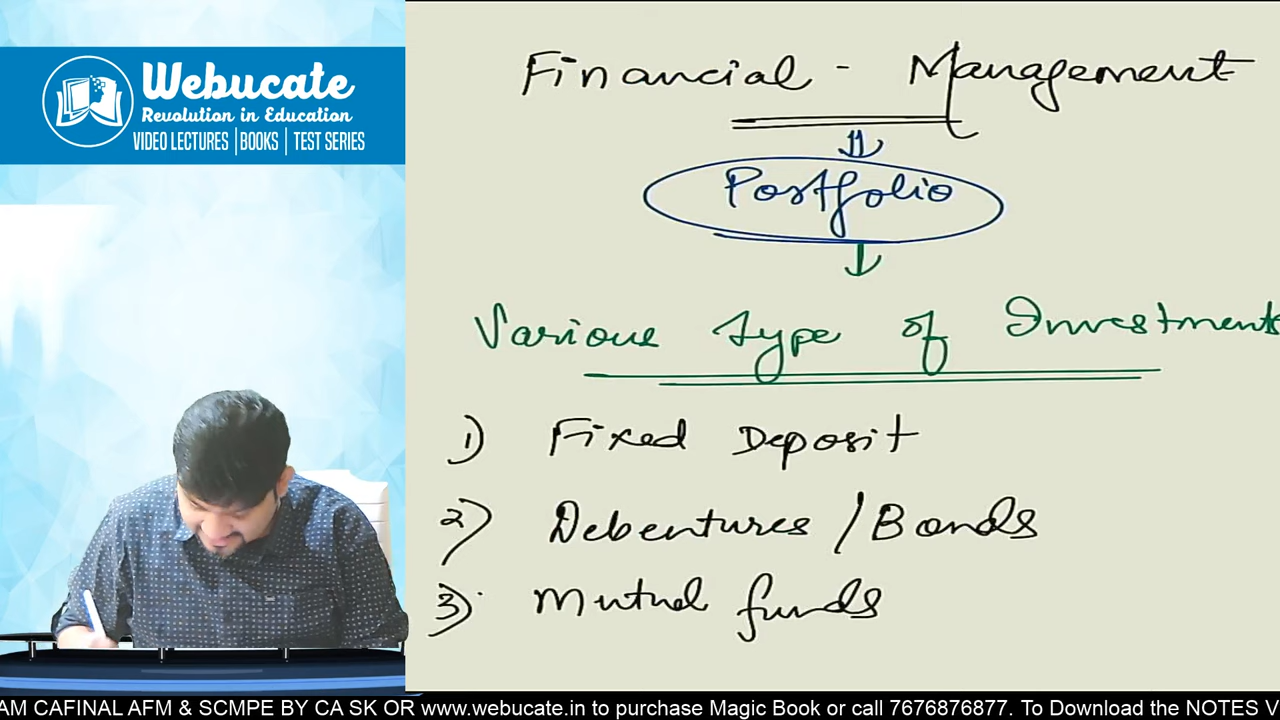 Webucate
Revolution in Education
VIDEO LECTURES | BOOKS | TEST SERIES
Financial - Management
Portfolio
Various type of Investments
1) Fixed Deposit
2) Debentures / Bonds
3) Mutual funds
AM CAFINAL AFM & SCMPE BY CA SK OR www.webucate.in to purchase Magic Book or call 7676876877. To Download the NOTES V